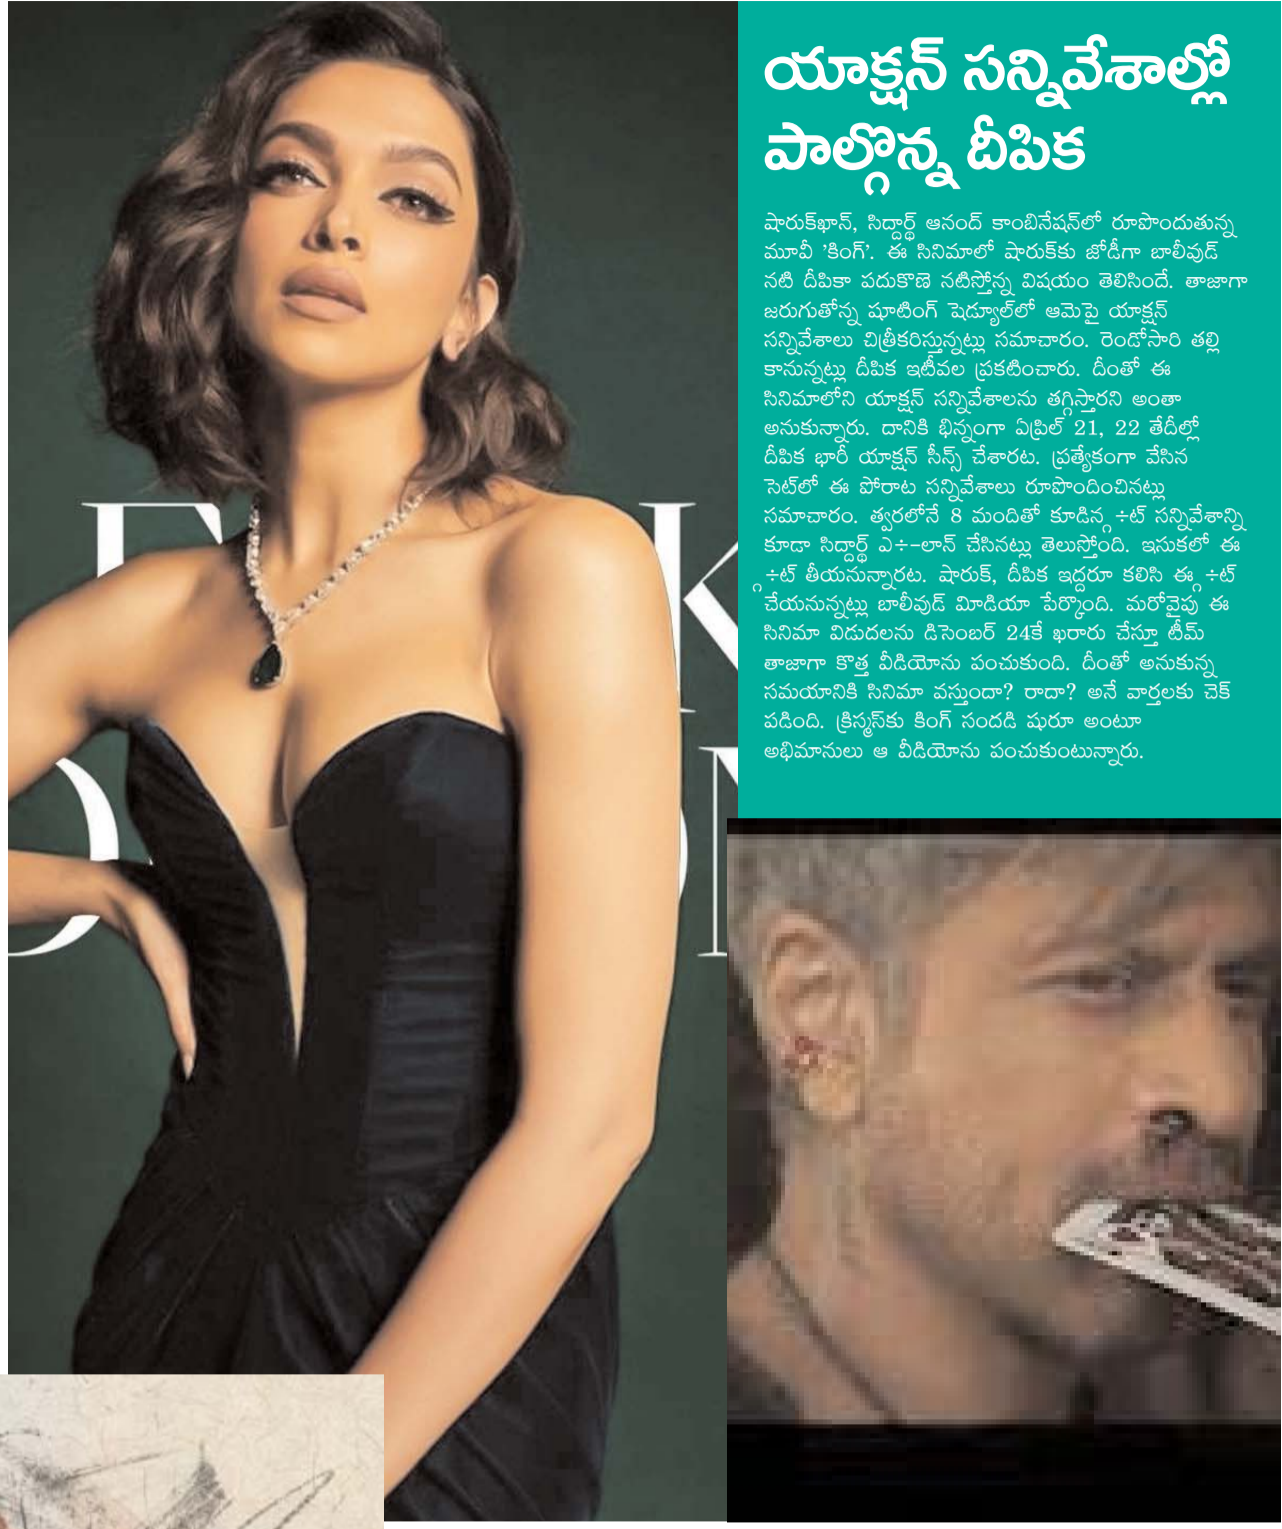 యాక్షన్ సన్నివేశాల్లో
పాల్గొన్న దీపిక
షారుక్‌ఖాన్, సిద్దార్థ్ ఆనంద్ కాంబినేషన్‌లో రూపొందుతున్న
మూవీ 'కింగ్'. ఈ సినిమాలో షారుక్‌కు జోడీగా బాలీవుడ్
నటి దీపికా పదుకొణె నటిస్తోన్న విషయం తెలిసిందే. తాజాగా
జరుగుతోన్న షూటింగ్ షెడ్యూల్‌లో ఆమెపై యాక్షన్
సన్నివేశాలు చిత్రీకరిస్తున్నట్లు సమాచారం. రెండోసారి తల్లి
కానున్నట్లు దీపిక ఇటీవల ప్రకటించారు. దీంతో ఈ
సినిమాలోని యాక్షన్ సన్నివేశాలను తగ్గిస్తారని అంతా
అనుకున్నారు. దానికి భిన్నంగా ఏప్రిల్ 21, 22 తేదీల్లో
దీపిక భారీ యాక్షన్ సీన్స్ చేశారట. ప్రత్యేకంగా వేసిన
సెట్‌లో ఈ పోరాట సన్నివేశాలు రూపొందించినట్లు
సమాచారం. త్వరలోనే 8 మందితో కూడిన్గ ÷ట్ సన్నివేశాన్ని
కూడా సిద్దార్థ్ ఎ÷–లాన్ చేసినట్లు తెలుస్తోంది. ఇసుకలో ఈ
్గ ÷ట్ తీయనున్నారట. షారుక్, దీపిక ఇద్దరూ కలిసి ఈ్గ ÷ట్
చేయనున్నట్లు బాలీవుడ్ మీడియా పేర్కొంది. మరోవైపు ఈ
సినిమా విడుదలను డిసెంబర్ 24కే ఖరారు చేస్తూ టీమ్
తాజాగా కొత్త వీడియోను పంచుకుంది. దీంతో అనుకున్న
సమయానికి సినిమా వస్తుందా? రాదా? అనే వార్తలకు చెక్
పడింది. క్రిస్మస్‌కు కింగ్ సందడి షురూ అంటూ
అభిమానులు ఆ వీడియోను పంచుకుంటున్నారు.